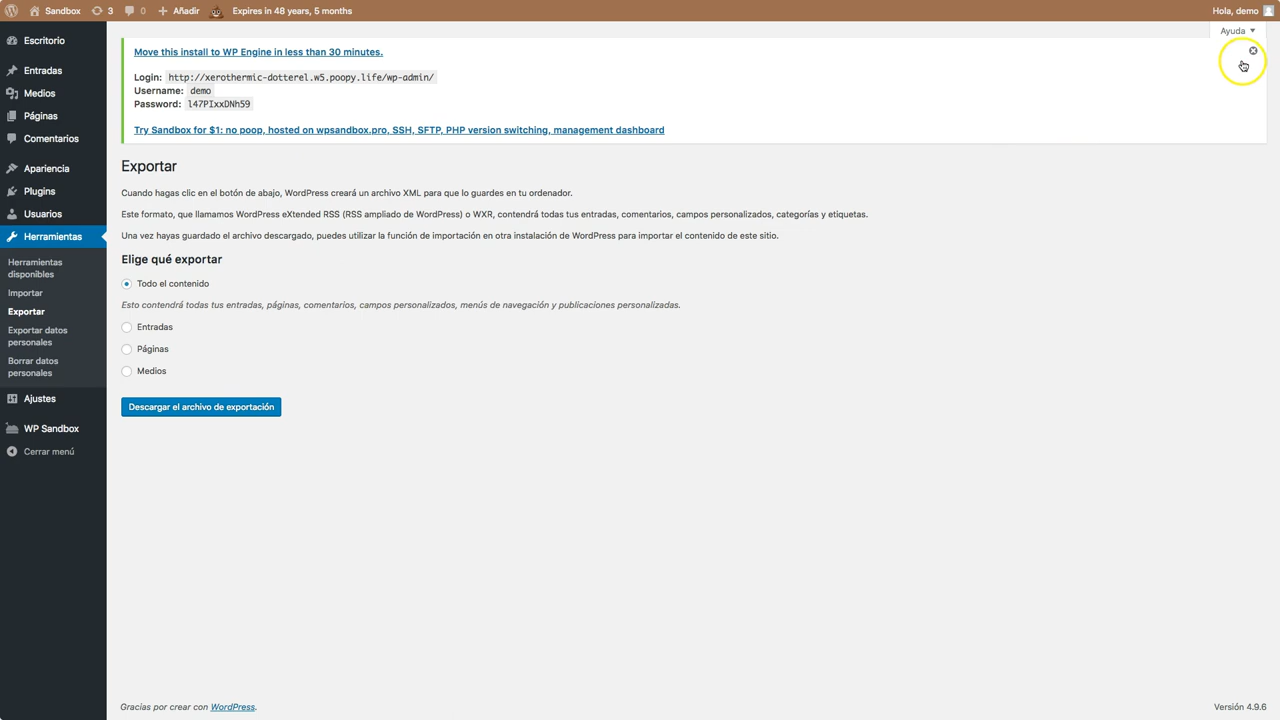 Sandbox 3 0 Añadir Expires in 48 years, 5 months Hola, demo
Escritorio
Entradas
Medios
Páginas
Comentarios
Apariencia
Plugins
Usuarios
Herramientas
Herramientas
disponibles
Importar
Exportar
Exportar datos
personales
Borrar datos
personales
Ajustes
WP Sandbox
Cerrar menú
Ayuda
Move this install to WP Engine in less than 30 minutes.
Login: http://xerothermic-dotterel.w5.poopy.life/wp-admin/
Username: demo
Password: l47PIxxDNh59
Try Sandbox for $1: no poop, hosted on wpsandbox.pro, SSH, SFTP, PHP version switching, management dashboard
Exportar
Cuando hagas clic en el botón de abajo, WordPress creará un archivo XML para que lo guardes en tu ordenador.
Este formato, que llamamos WordPress eXtended RSS (RSS ampliado de WordPress) o WXR, contendrá todas tus entradas, comentarios, campos personalizados, categorías y etiquetas.
Una vez hayas guardado el archivo descargado, puedes utilizar la función de importación en otra instalación de WordPress para importar el contenido de este sitio.
Elige qué exportar
Todo el contenido
Esto contendrá todas tus entradas, páginas, comentarios, campos personalizados, menús de navegación y publicaciones personalizadas.
Entradas
Páginas
Medios
Descargar el archivo de exportación
Gracias por crear con WordPress.
Versión 4.9.6